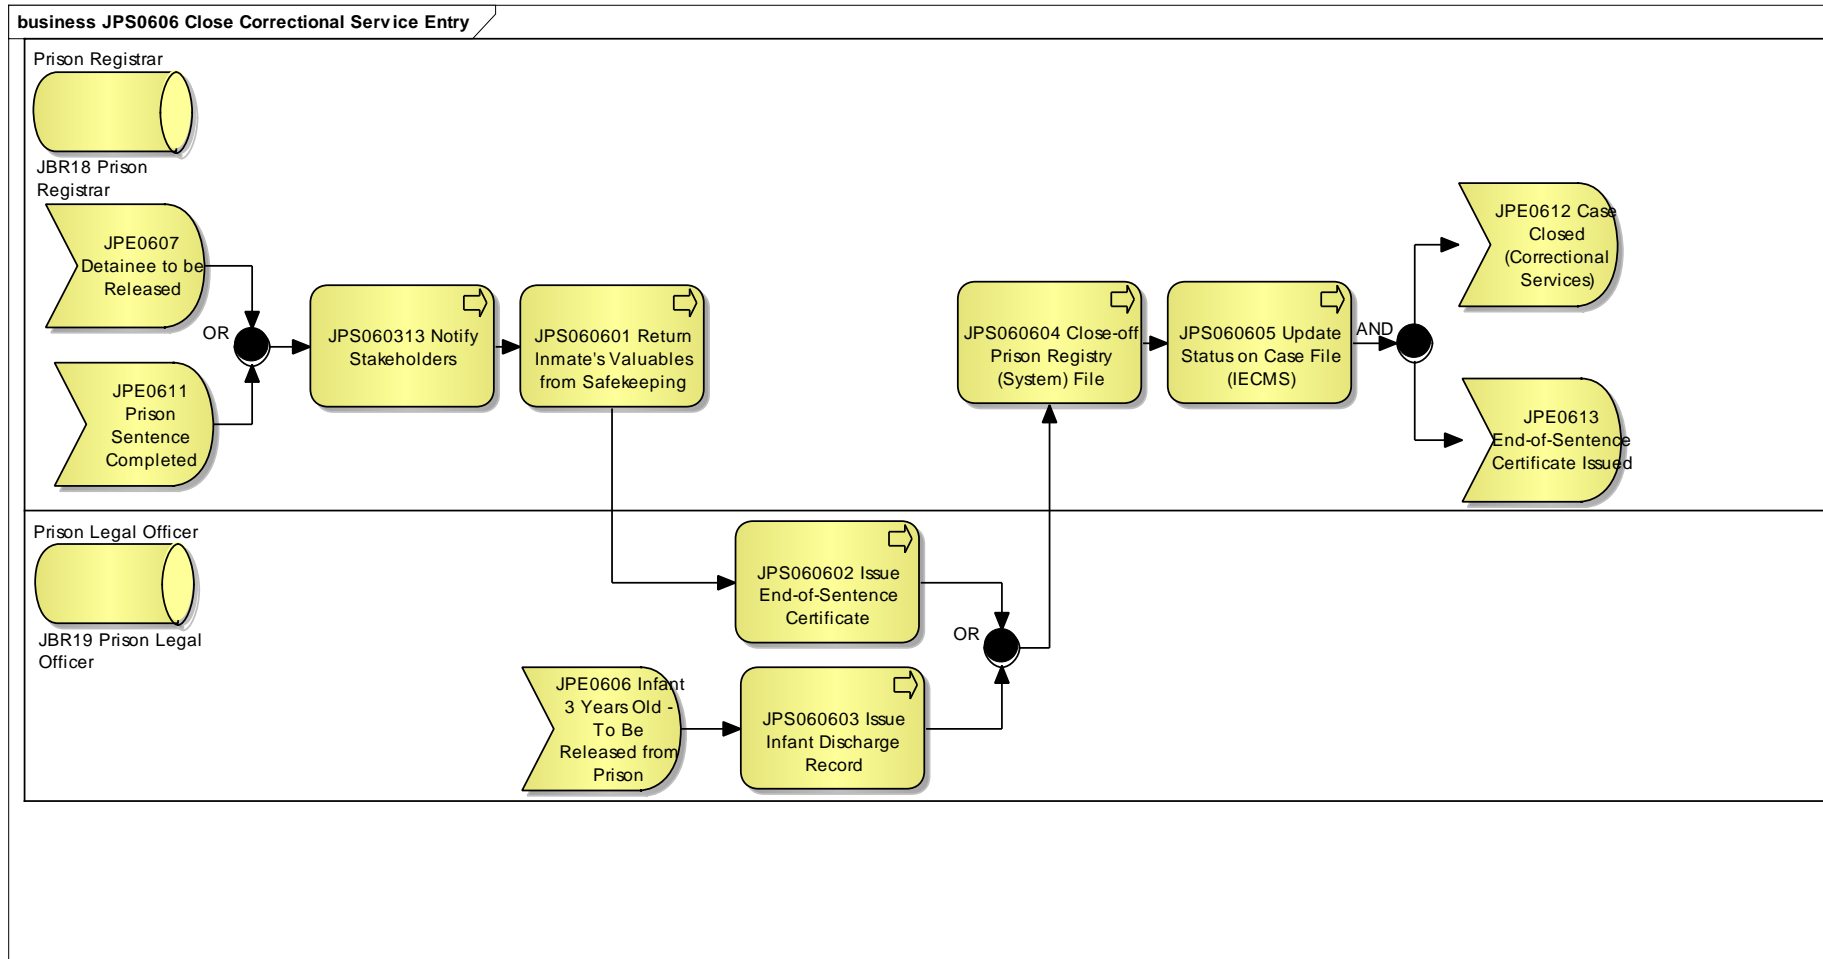 business JPS0606 Close Correctional Service Entry
Prison Registrar
JBR18 Prison
Registrar
JPE0607
Detainee to be
Released
OR
JPE0611
Prison
Sentence
Completed
JPS060313 Notify
Stakeholders
JPS060601 Return
Inmate's Valuables
from Safekeeping
JPS060604 Close-off
Prison Registry
(System) File
JPS060605 Update
Status on Case File
(IECMS)
AND
JPE0612 Case
Closed
(Correctional
Services)
JPE0613
End-of-Sentence
Certificate Issued
Prison Legal Officer
JBR19 Prison Legal
Officer
JPS060602 Issue
End-of-Sentence
Certificate
OR
JPE0606 Infant
3 Years Old -
To Be
Released from
Prison
JPS060603 Issue
Infant Discharge
Record